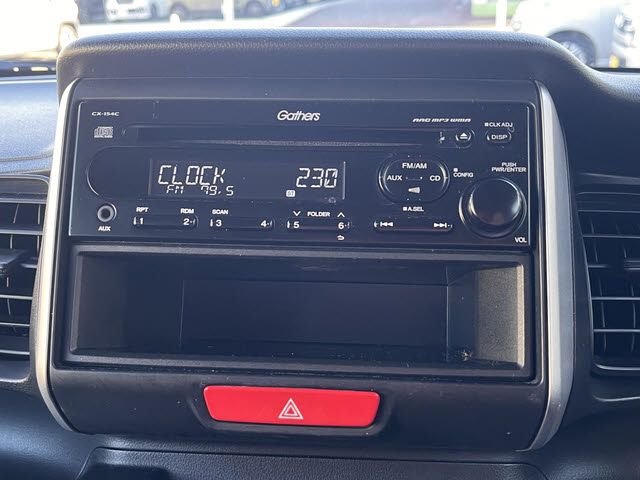 Gathers
CX-154C
AAC MP3 WMA
CLK ADJ
DISP
CLOCK 230
FM 79.5
ST
FM/AM
AUX CD
CONFIG
A.SEL
PUSH
PWR/ENTER
VOL
AUX
RPT RDM SCAN FOLDER
1 2 3 4 5 6